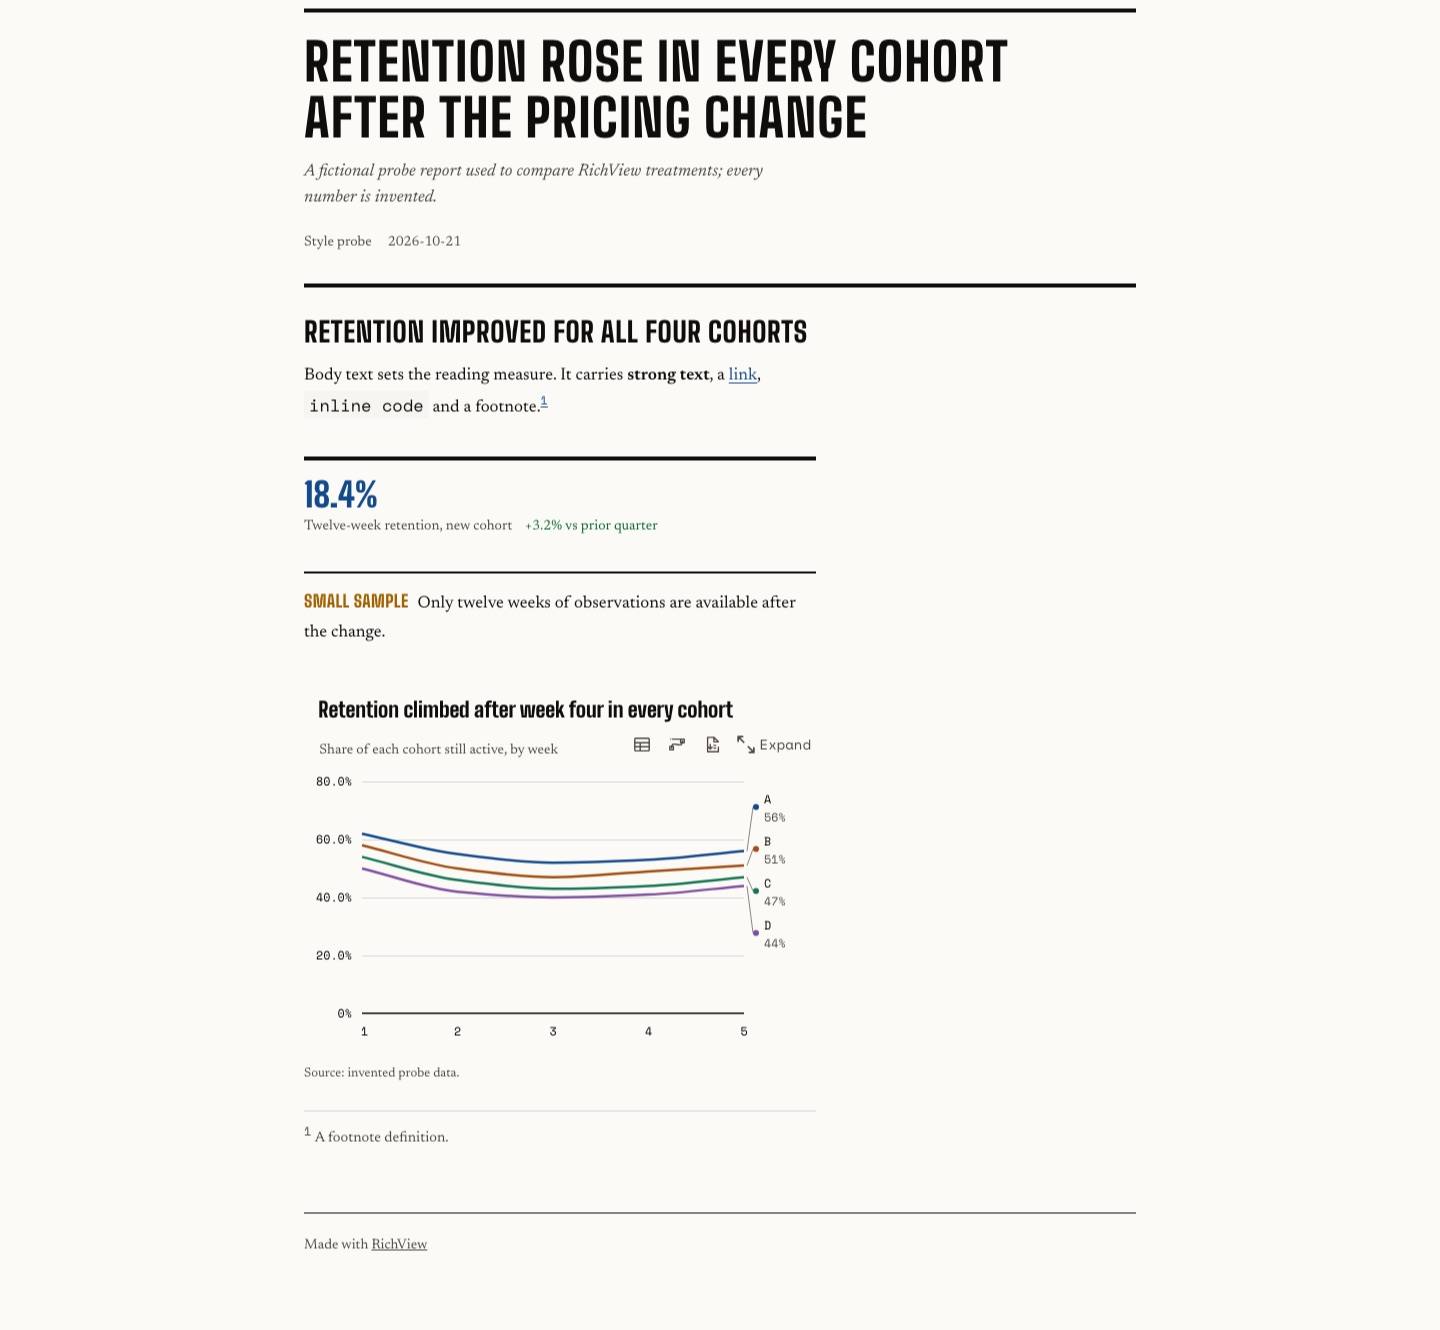 RETENTION ROSE IN EVERY COHORT
AFTER THE PRICING CHANGE
A fictional probe report used to compare RichView treatments; every
number is invented.
Style probe 2026-10-21
RETENTION IMPROVED FOR ALL FOUR COHORTS
Body text sets the reading measure. It carries strong text, a link,
inline code and a footnote.1
18.4%
Twelve-week retention, new cohort +3.2% vs prior quarter
SMALL SAMPLE Only twelve weeks of observations are available after
the change.
Retention climbed after week four in every cohort
Share of each cohort still active, by week Expand
80.0%
A
56%
60.0%
B
51%
C
40.0%
47%
D
44%
20.0%
0%
1 2 3 4 5
Source: invented probe data.
1 A footnote definition.
Made with RichView